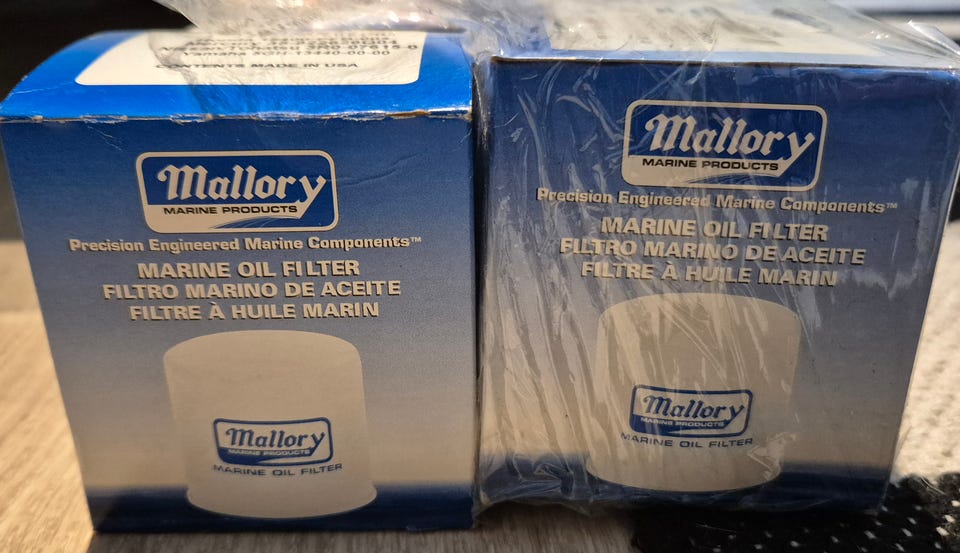 CONTENTS MADE IN USA
Mallory
MARINE PRODUCTS
Precision Engineered Marine Components™
MARINE OIL FILTER
FILTRO MARINO DE ACEITE
FILTRE À HUILE MARIN
Mallory
MARINE PRODUCTS
MARINE OIL FILTER
Mallory
MARINE PRODUCTS
Precision Engineered Marine Components™
MARINE OIL FILTER
FILTRO MARINO DE ACEITE
FILTRE À HUILE MARIN
Mallory
MARINE PRODUCTS
MARINE OIL FILTER